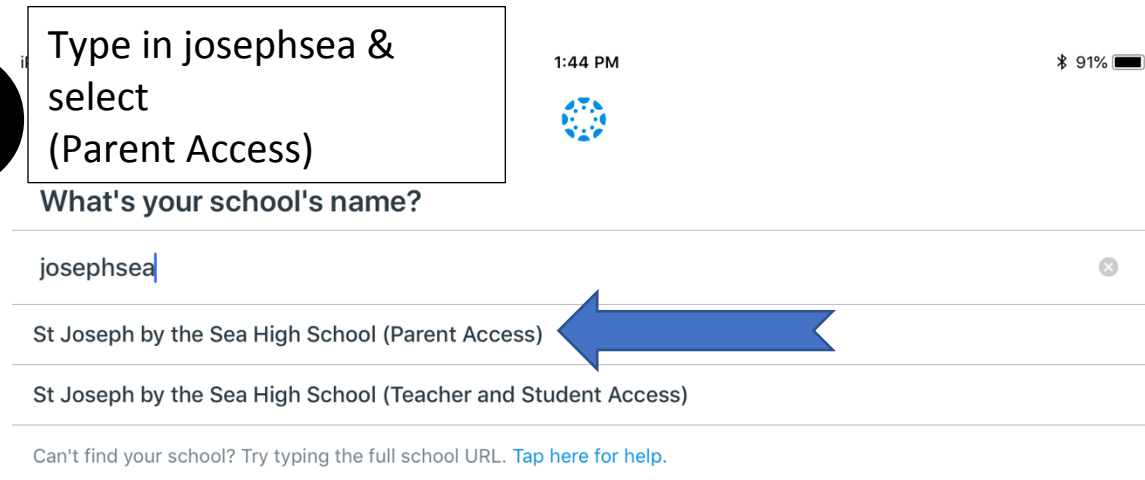 Type in josephsea &
select
(Parent Access)
1:44 PM
91%
What's your school's name?
josephsea
St Joseph by the Sea High School (Parent Access)
St Joseph by the Sea High School (Teacher and Student Access)
Can't find your school? Try typing the full school URL. Tap here for help.